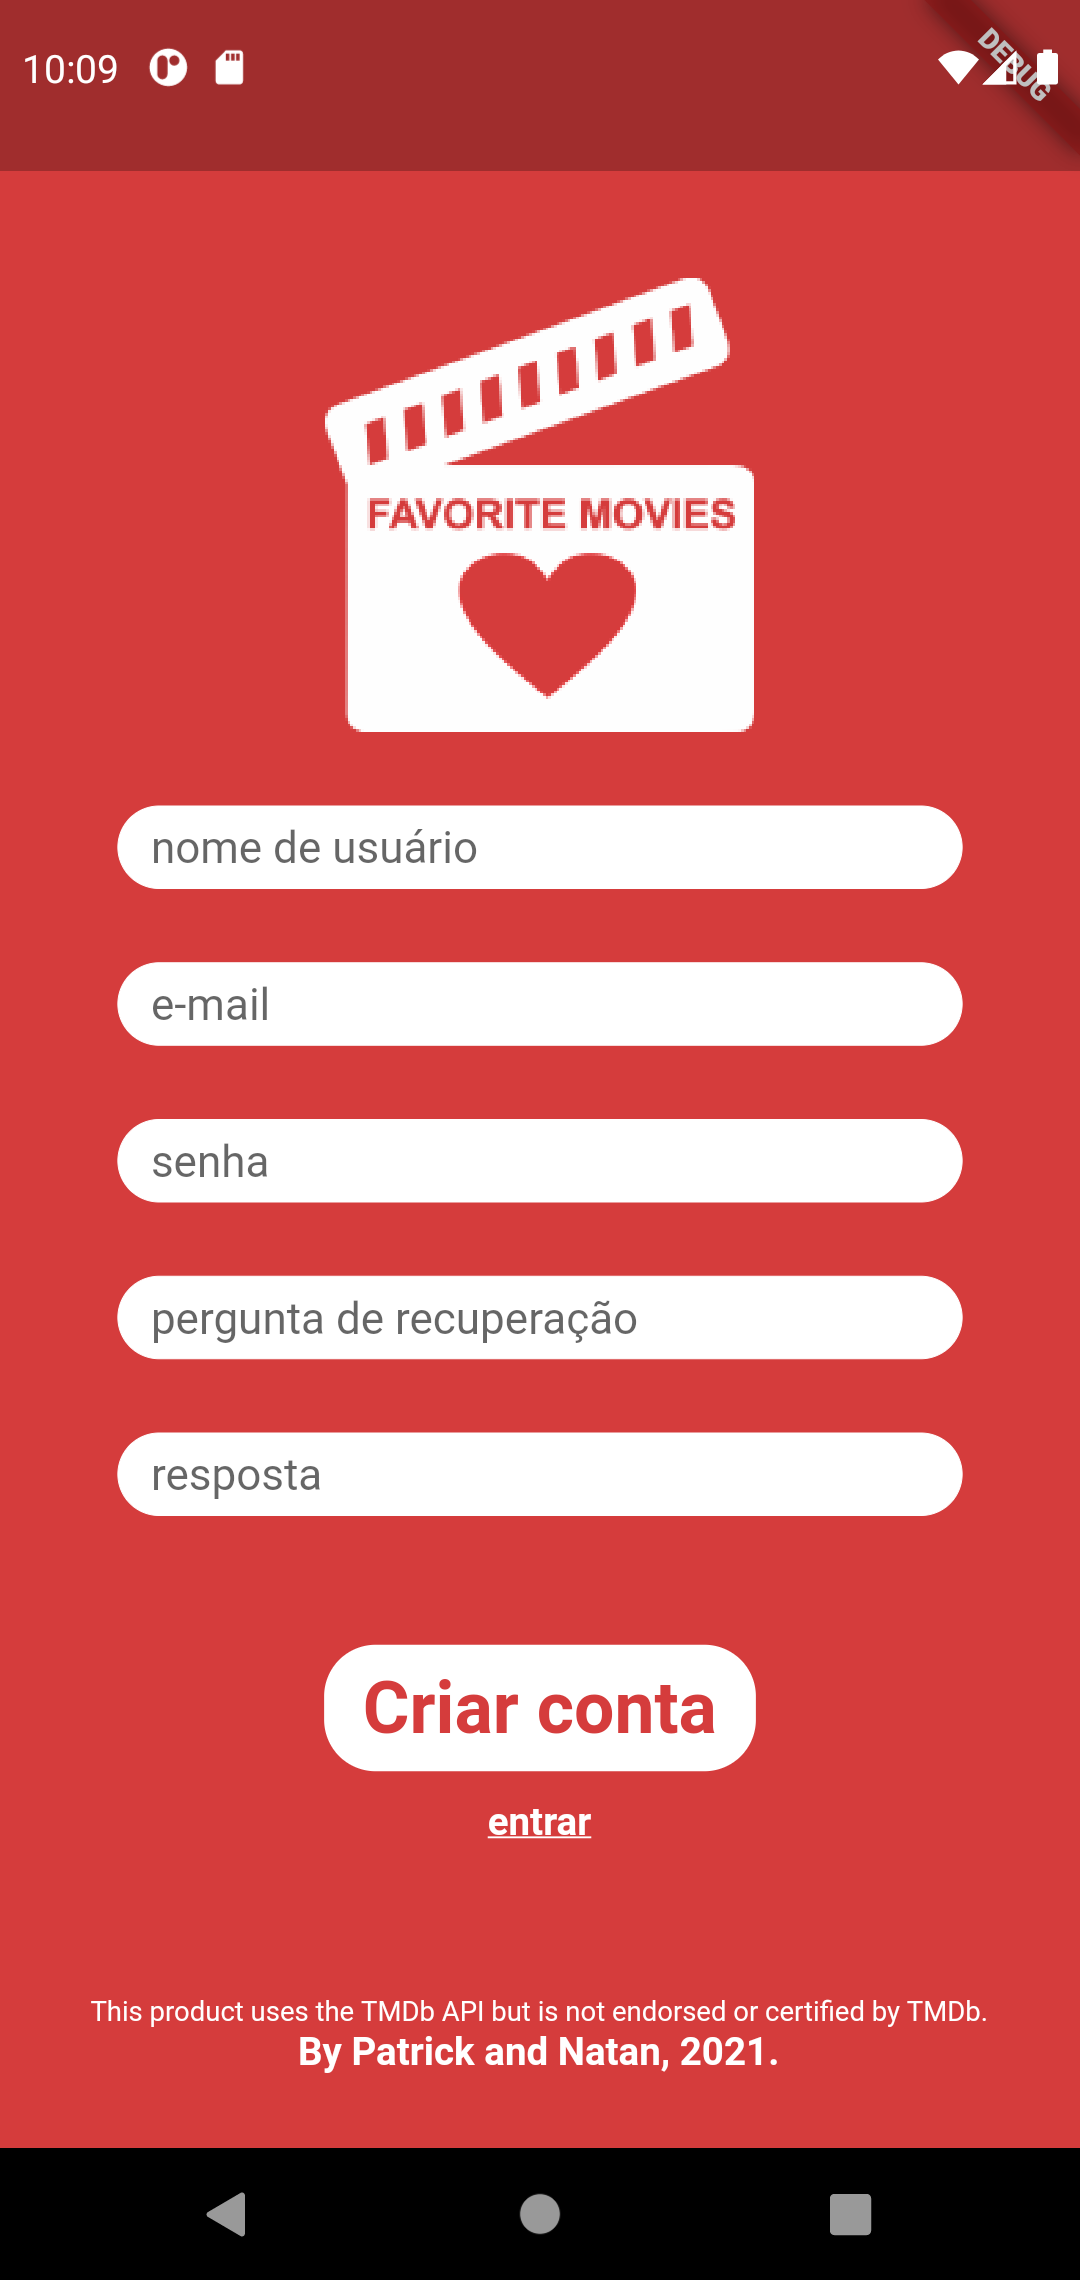 10:09
DEBUG
FAVORITE MOVIES
nome de usuário
e-mail
senha
pergunta de recuperação
resposta
Criar conta
entrar
This product uses the TMDb API but is not endorsed or certified by TMDb.
By Patrick and Natan, 2021.